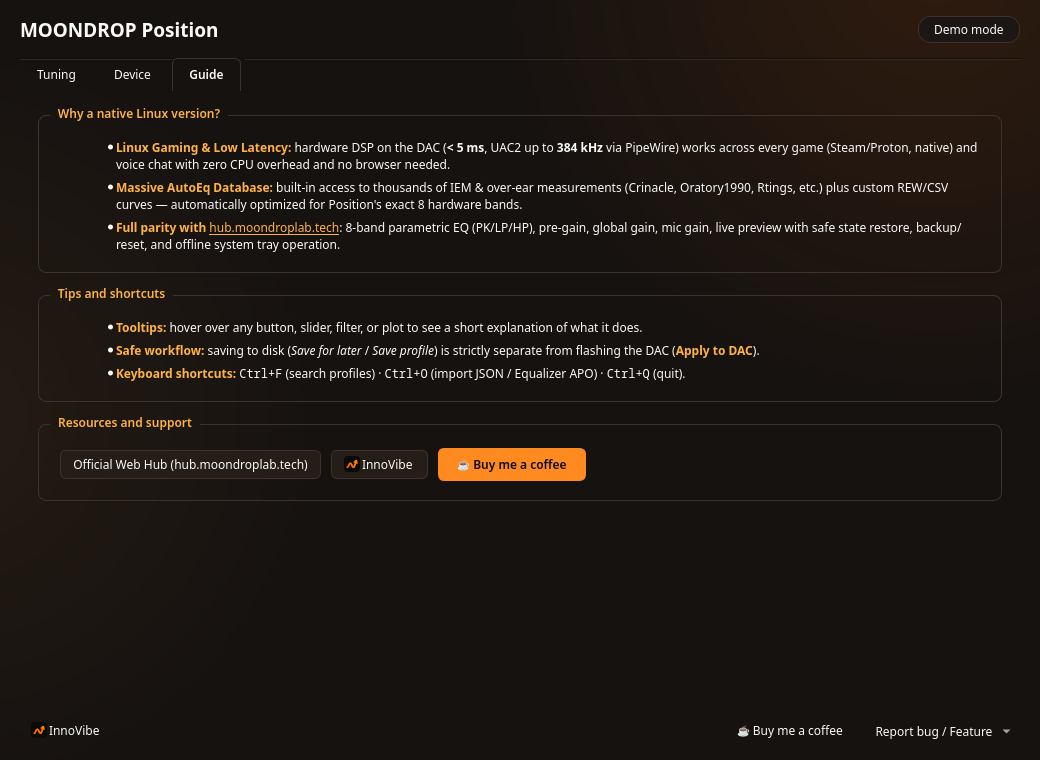 MOONDROP Position
Demo mode
Tuning
Device
Guide
Why a native Linux version?
• Linux Gaming & Low Latency: hardware DSP on the DAC (< 5 ms, UAC2 up to 384 kHz via PipeWire) works across every game (Steam/Proton, native) and
voice chat with zero CPU overhead and no browser needed.
• Massive AutoEq Database: built-in access to thousands of IEM & over-ear measurements (Crinacle, Oratory1990, Rtings, etc.) plus custom REW/CSV
curves — automatically optimized for Position's exact 8 hardware bands.
• Full parity with hub.moondroplab.tech: 8-band parametric EQ (PK/LP/HP), pre-gain, global gain, mic gain, live preview with safe state restore, backup/
reset, and offline system tray operation.
Tips and shortcuts
• Tooltips: hover over any button, slider, filter, or plot to see a short explanation of what it does.
• Safe workflow: saving to disk (Save for later / Save profile) is strictly separate from flashing the DAC (Apply to DAC).
• Keyboard shortcuts: Ctrl+F (search profiles) · Ctrl+O (import JSON / Equalizer APO) · Ctrl+Q (quit).
Resources and support
Official Web Hub (hub.moondroplab.tech)
InnoVibe
Buy me a coffee
InnoVibe
Buy me a coffee
Report bug / Feature